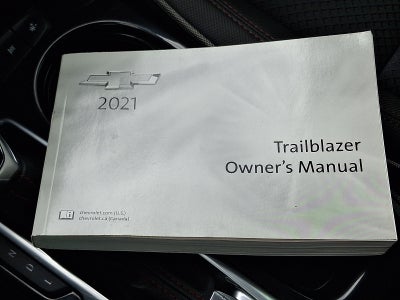 2021
Trailblazer
Owner's Manual
chevrolet.com (U.S.)
chevrolet.ca (Canada)